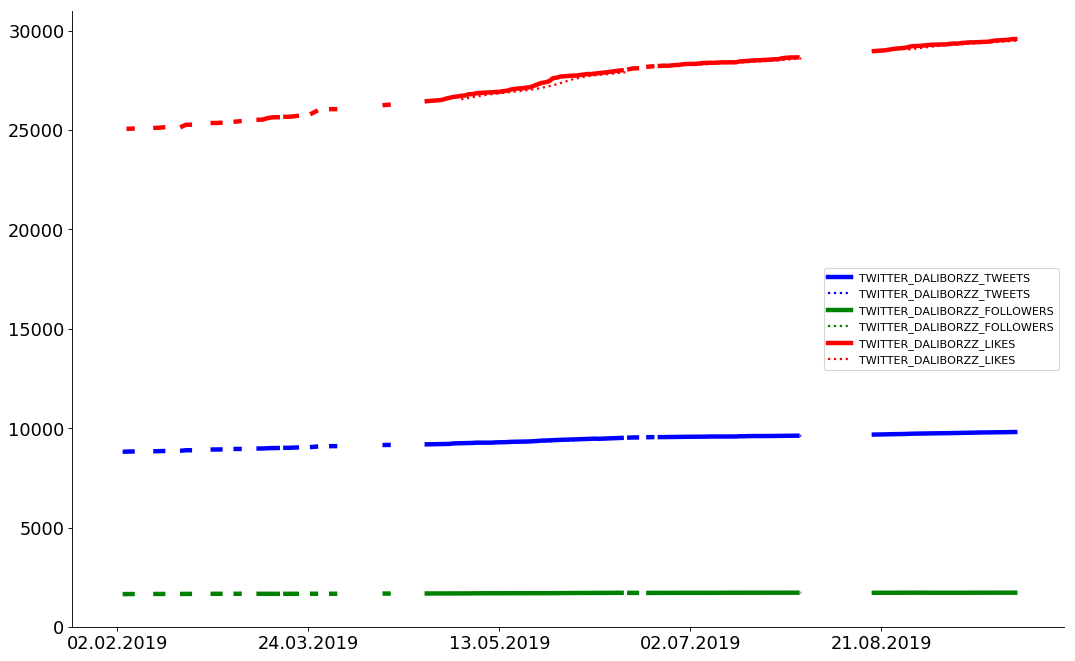 30000
25000
20000
15000
10000
5000
0
TWITTER_DALIBORZZ_TWEETS
TWITTER_DALIBORZZ_TWEETS
TWITTER_DALIBORZZ_FOLLOWERS
TWITTER_DALIBORZZ_FOLLOWERS
TWITTER_DALIBORZZ_LIKES
TWITTER_DALIBORZZ_LIKES
02.02.2019 24.03.2019 13.05.2019 02.07.2019 21.08.2019